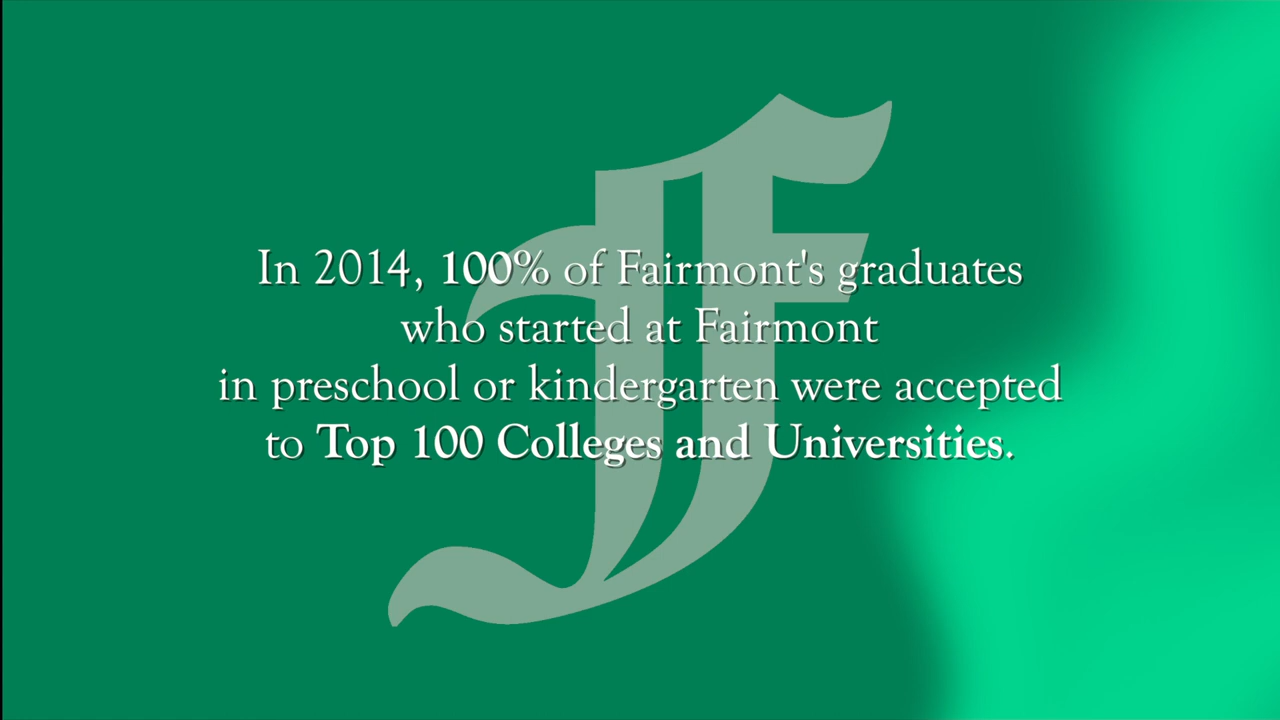 In 2014, 100% of Fairmont's graduates
who started at Fairmont
in preschool or kindergarten were accepted
to Top 100 Colleges and Universities.